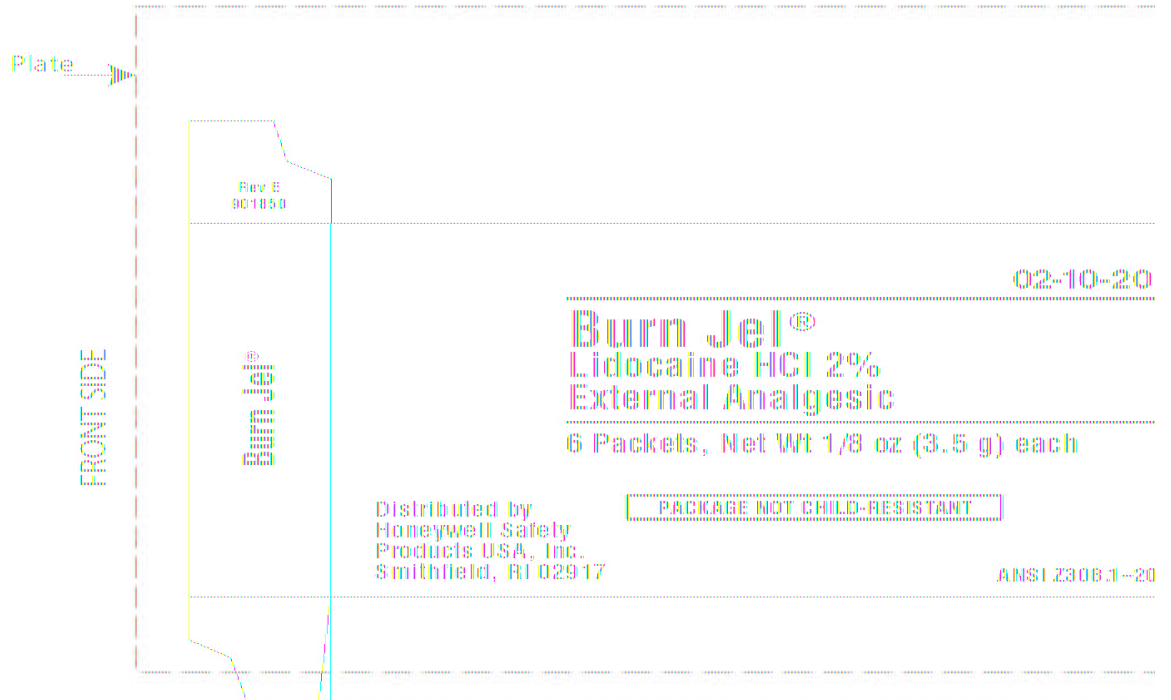 Plate
Rev B
901850
FRONT SIDE
Burn Jel®
02-10-20
Burn Jel®
Lidocaine HCl 2%
External Analgesic
6 Packets, Net Wt 1/8 oz (3.5 g) each
PACKAGE NOT CHILD-RESISTANT
Distributed by
Honeywell Safety
Products USA, Inc.
Smithfield, RI 02917
ANSI Z308.1-20